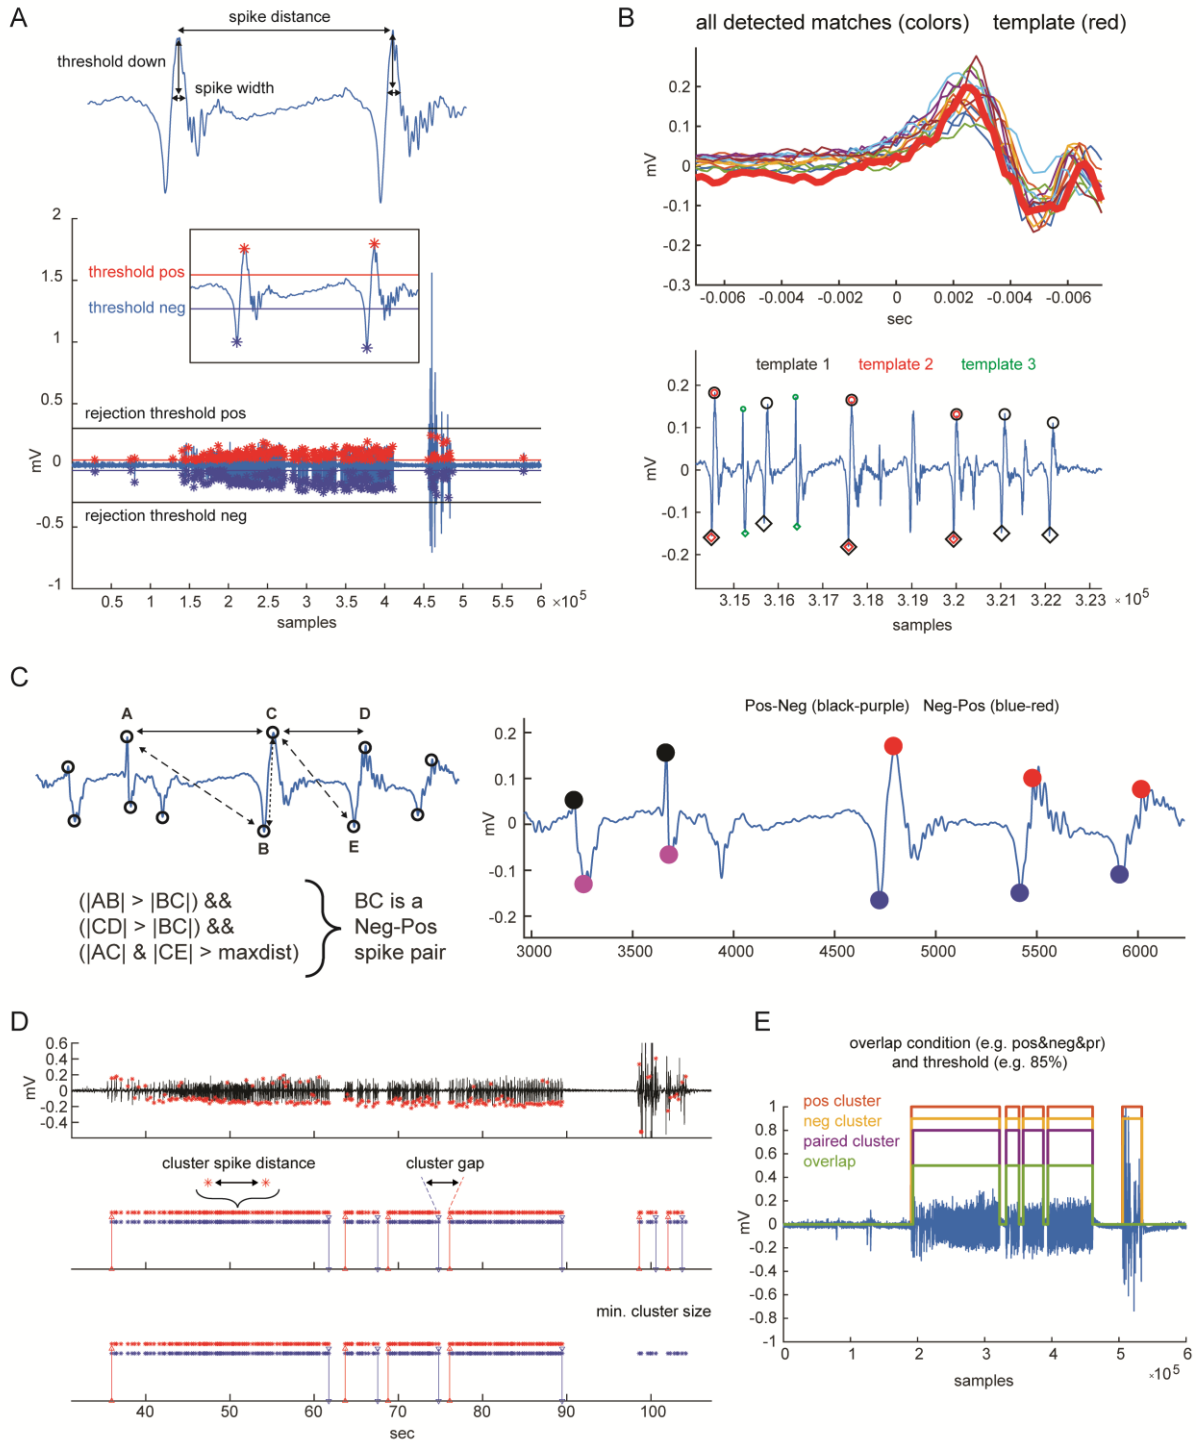 A
spike distance
threshold down
spike width
2
1.5
1
0.5
0
-0.5
-1
mV
threshold pos
threshold neg
rejection threshold pos
rejection threshold neg
0.5 1 1.5 2 2.5 3 3.5 4 4.5 5 5.5 6 ×10^5
samples
B
all detected matches (colors) template (red)
0.2
0.1
0
-0.1
-0.2
-0.3
mV
-0.006 -0.004 -0.002 0 0.002 -0.004 -0.006
sec
template 1 template 2 template 3
0.2
0.1
0
-0.1
-0.2
mV
3.15 3.16 3.17 3.18 3.19 3.2 3.21 3.22 3.23 × 10^5
samples
C
A C D
B E
(|AB| > |BC|) &&
(|CD| > |BC|) &&
(|AC| & |CE| > maxdist)
BC is a
Neg-Pos
spike pair
Pos-Neg (black-purple) Neg-Pos (blue-red)
0.2
0.1
0
-0.1
-0.2
mV
3000 3500 4000 4500 5000 5500 6000
D
0.6
0.4
0.2
0
-0.2
-0.4
mV
cluster spike distance
cluster gap
min. cluster size
40 50 60 70 80 90 100
sec
E
overlap condition (e.g. pos&neg&pr)
and threshold (e.g. 85%)
pos cluster
neg cluster
paired cluster
overlap
1
0.8
0.6
0.4
0.2
0
-0.2
-0.4
-0.6
-0.8
-1
mV
0 1 2 3 4 5 6
×10^5
samples